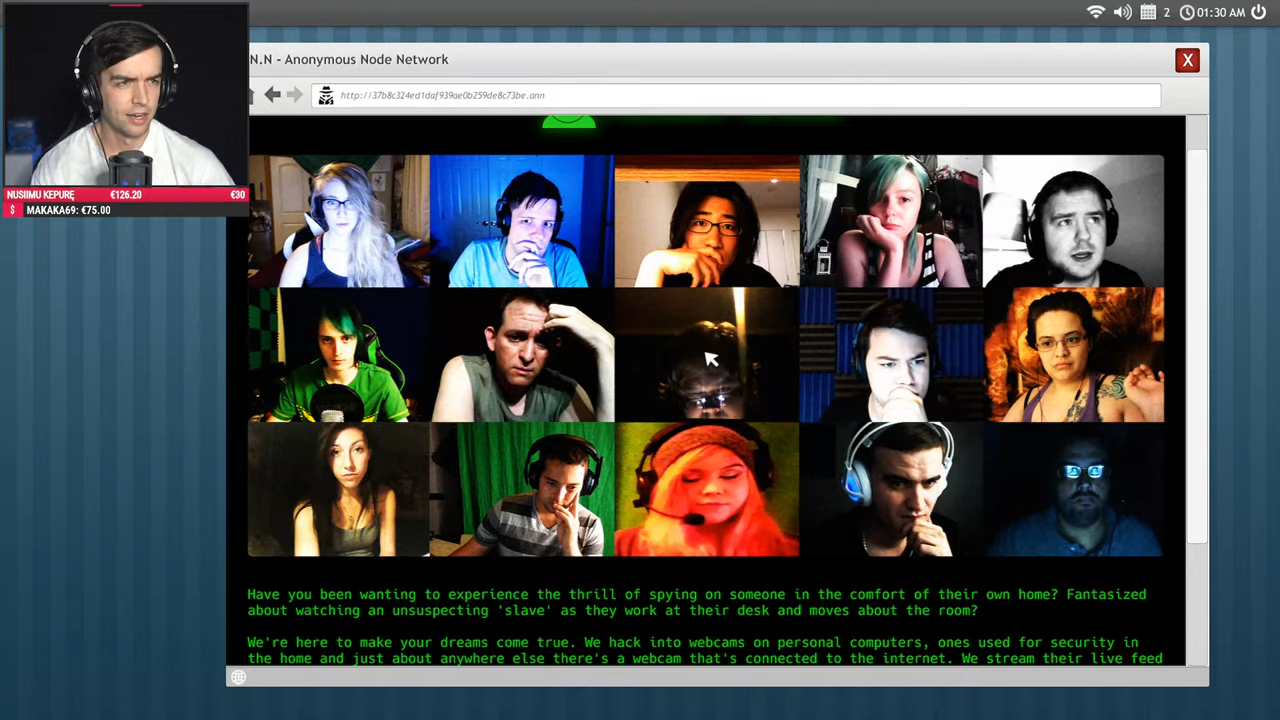 2
01:30 AM
N.N - Anonymous Node Network
X
http://37b8c324ed1daf939ae0b259de8c73be.ann
NUSIIMU KEPURĘ €126.20 €30
$ MAKAKA69: €75.00
Have you been wanting to experience the thrill of spying on someone in the comfort of their own home? Fantasized
about watching an unsuspecting 'slave' as they work at their desk and moves about the room?
We're here to make your dreams come true. We hack into webcams on personal computers, ones used for security in
the home and just about anywhere else there's a webcam that's connected to the internet. We stream their live feed